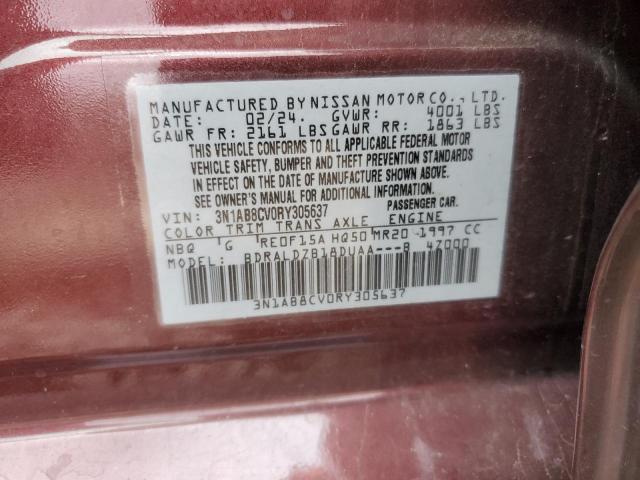 MANUFACTURED BY NISSAN MOTOR CO., LTD.
DATE: 02/24. GVWR: 4001 LBS
GAWR FR: 2161 LBS GAWR RR: 1863 LBS
THIS VEHICLE CONFORMS TO ALL APPLICABLE FEDERAL MOTOR
VEHICLE SAFETY, BUMPER AND THEFT PREVENTION STANDARDS
IN EFFECT ON THE DATE OF MANUFACTURE SHOWN ABOVE.
SEE OWNER'S MANUAL FOR ADDITIONAL INFORMATION.
VIN: 3N1AB8CV0RY305637 PASSENGER CAR.
COLOR TRIM TRANS AXLE ENGINE
NBQ G RE0F15A HQ50 MR20 1997 CC
MODEL: BDRALDZB18DUAA---B 4Z000
3N1AB8CV0RY305637